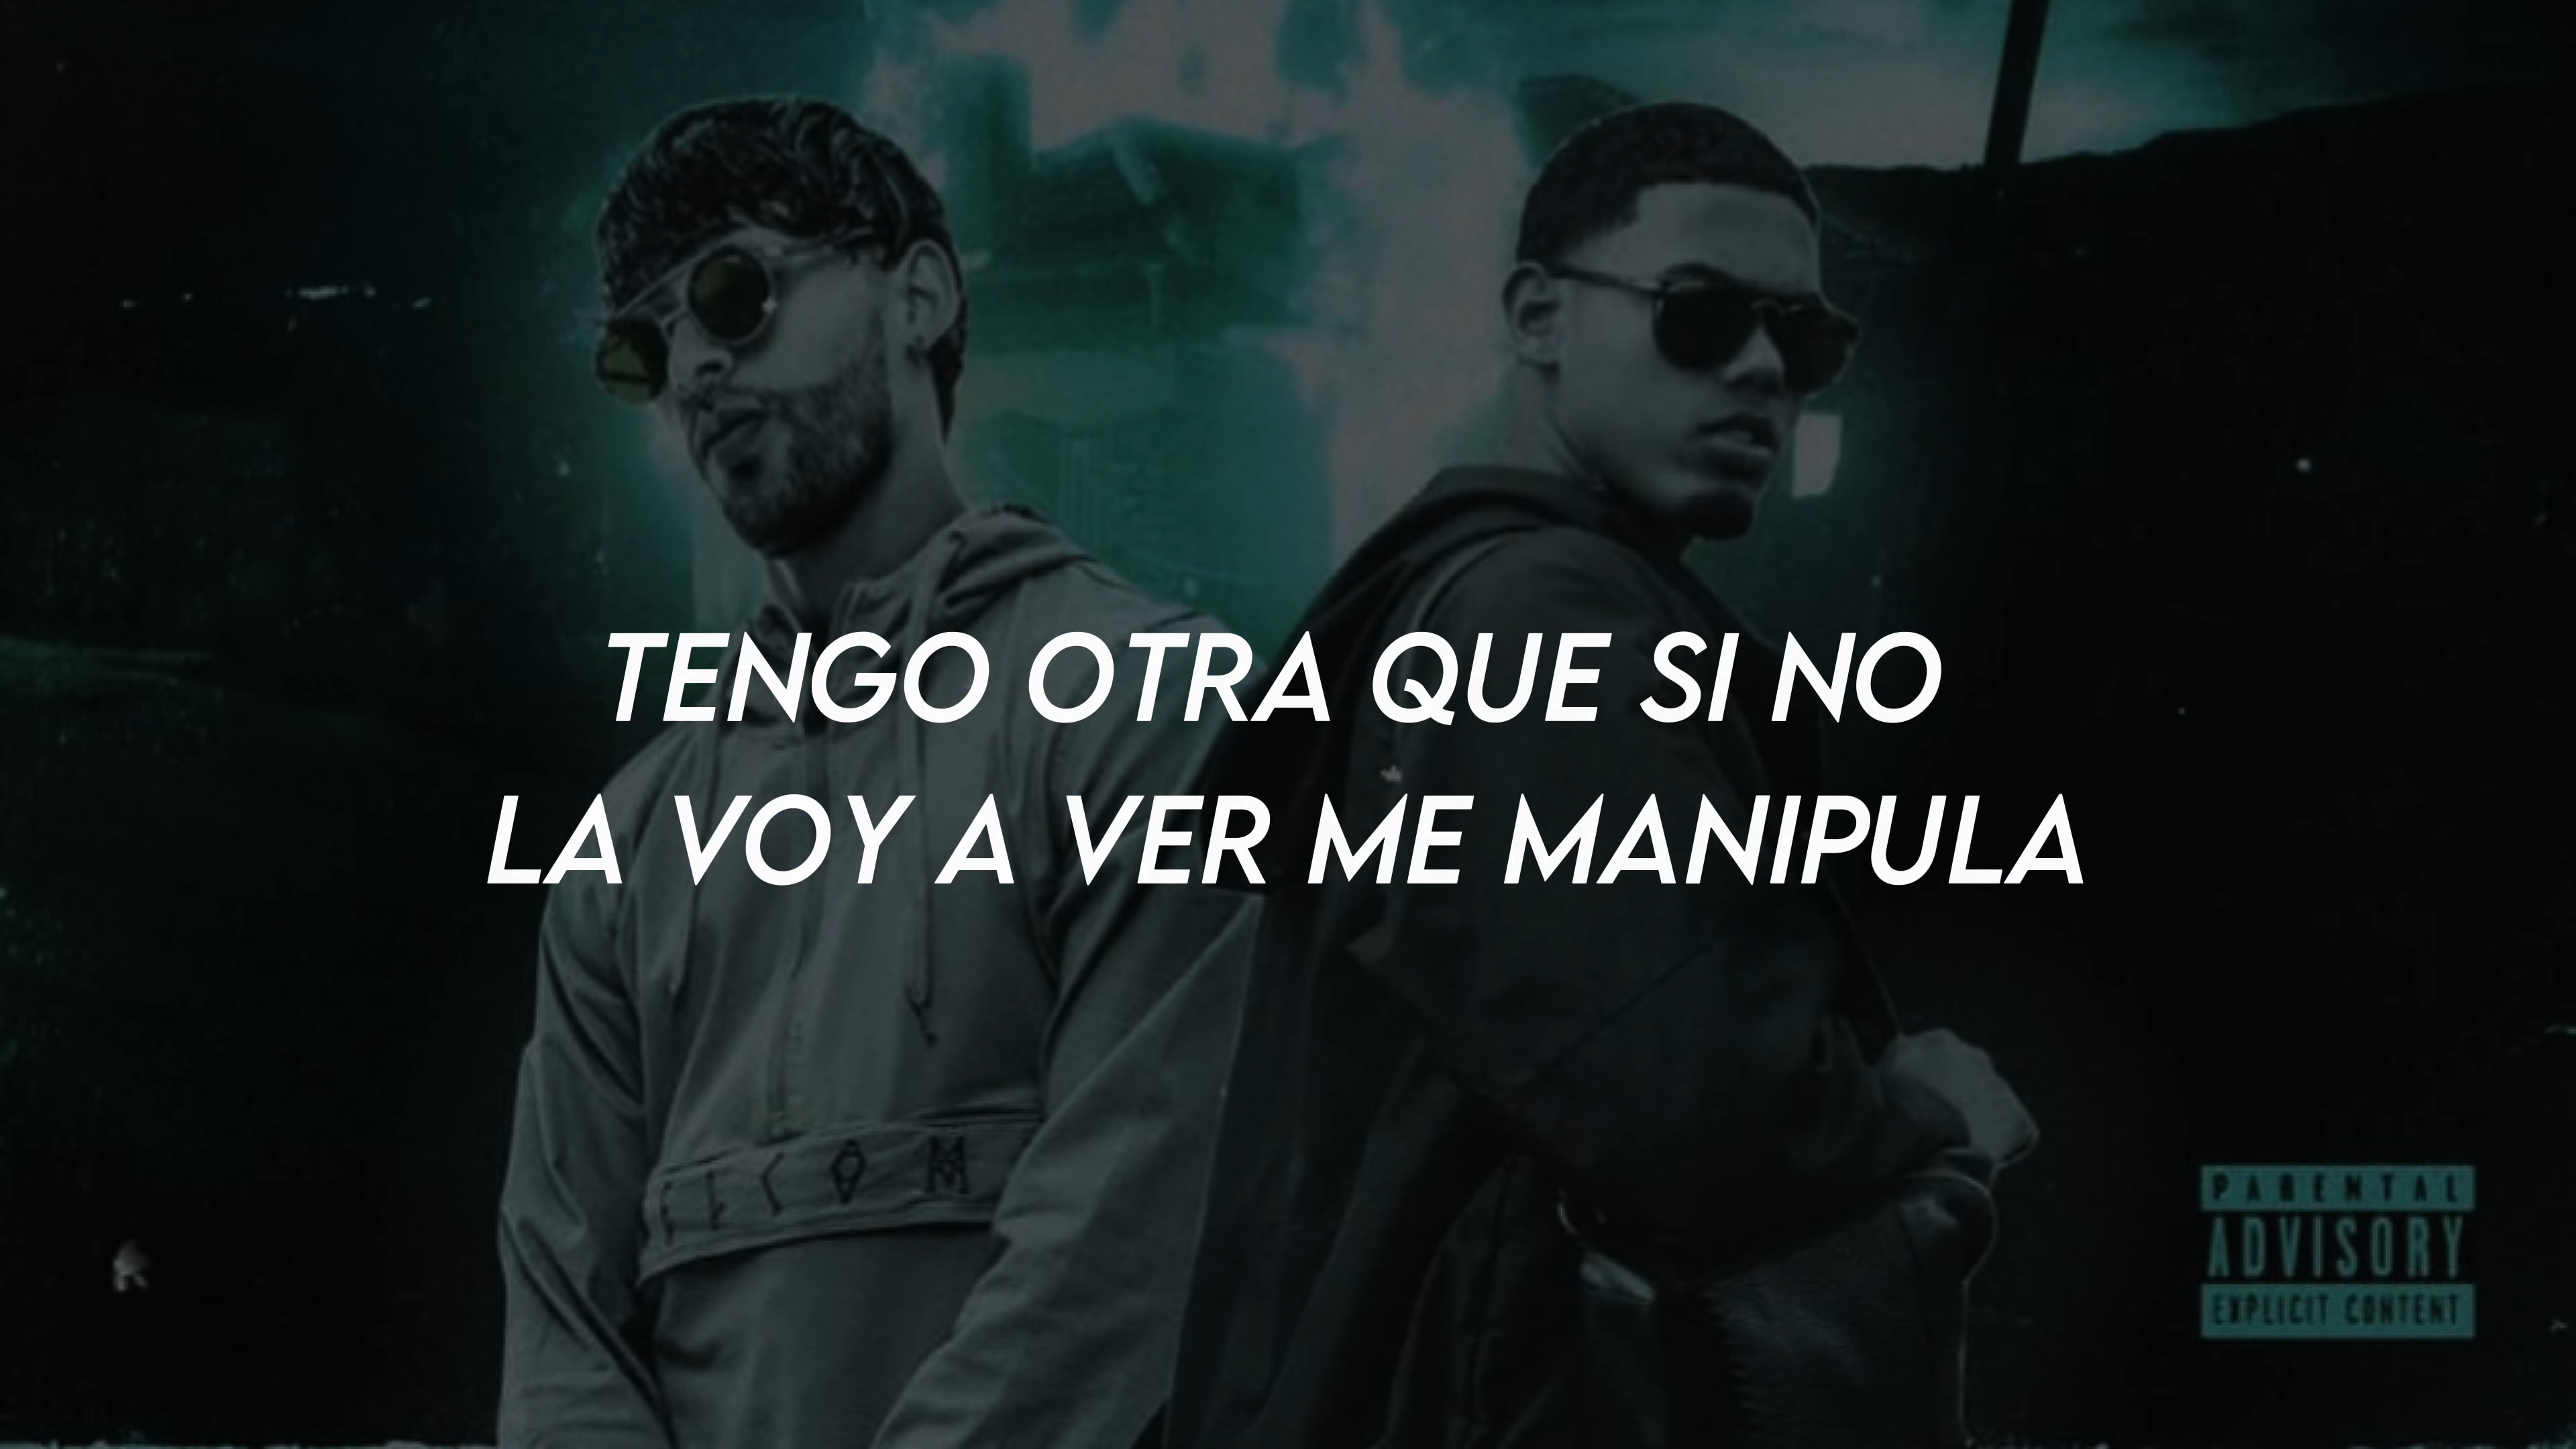 TENGO OTRA QUE SI NO
LA VOY A VER ME MANIPULA
PARENTAL
ADVISORY
EXPLICIT CONTENT